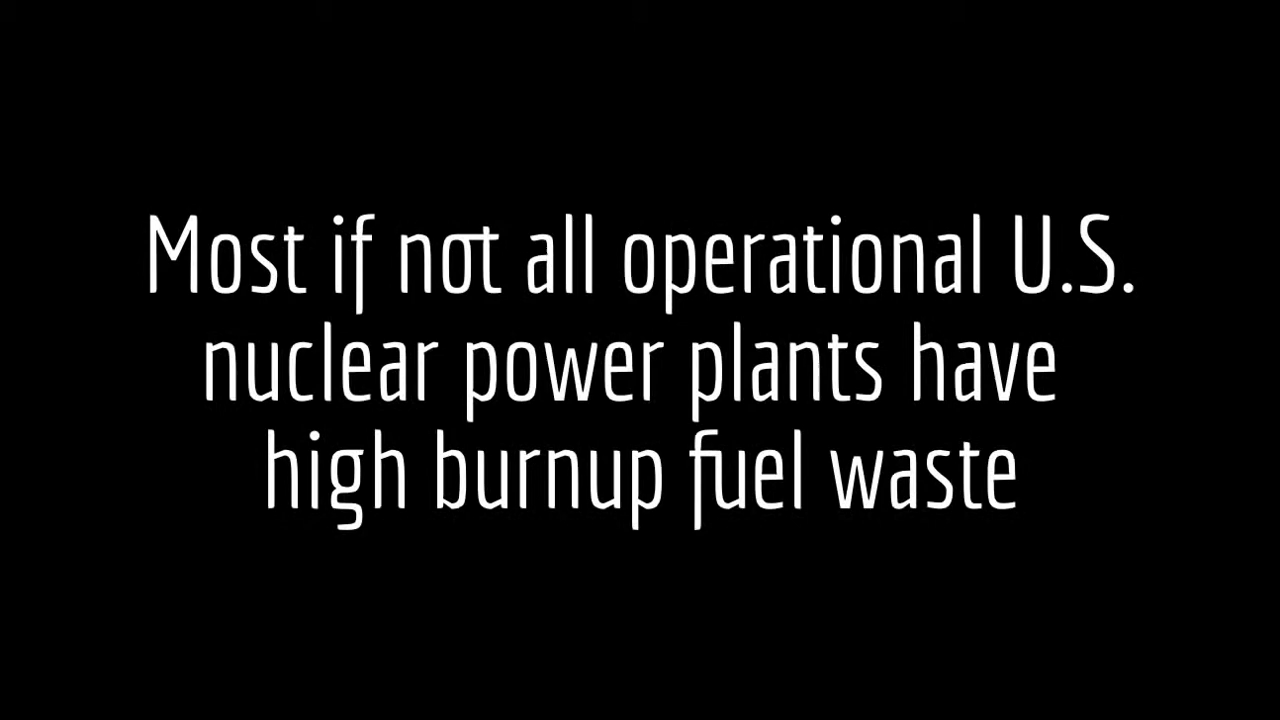 Most if not all operational U.S.
nuclear power plants have
high burnup fuel waste